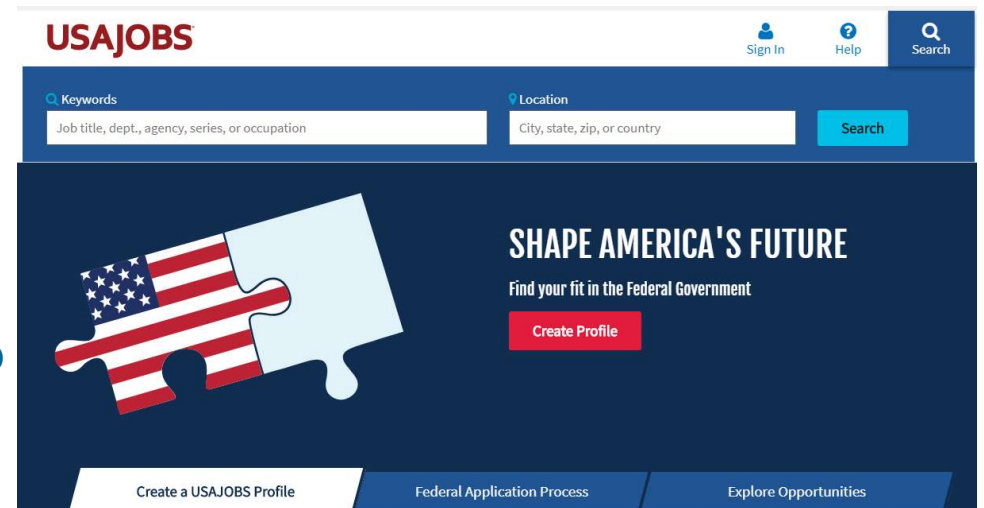 USAJOBS
Sign In
Help
Search
Keywords
Location
Job title, dept., agency, series, or occupation
City, state, zip, or country
Search
SHAPE AMERICA'S FUTURE
Find your fit in the Federal Government
Create Profile
Create a USAJOBS Profile
Federal Application Process
Explore Opportunities